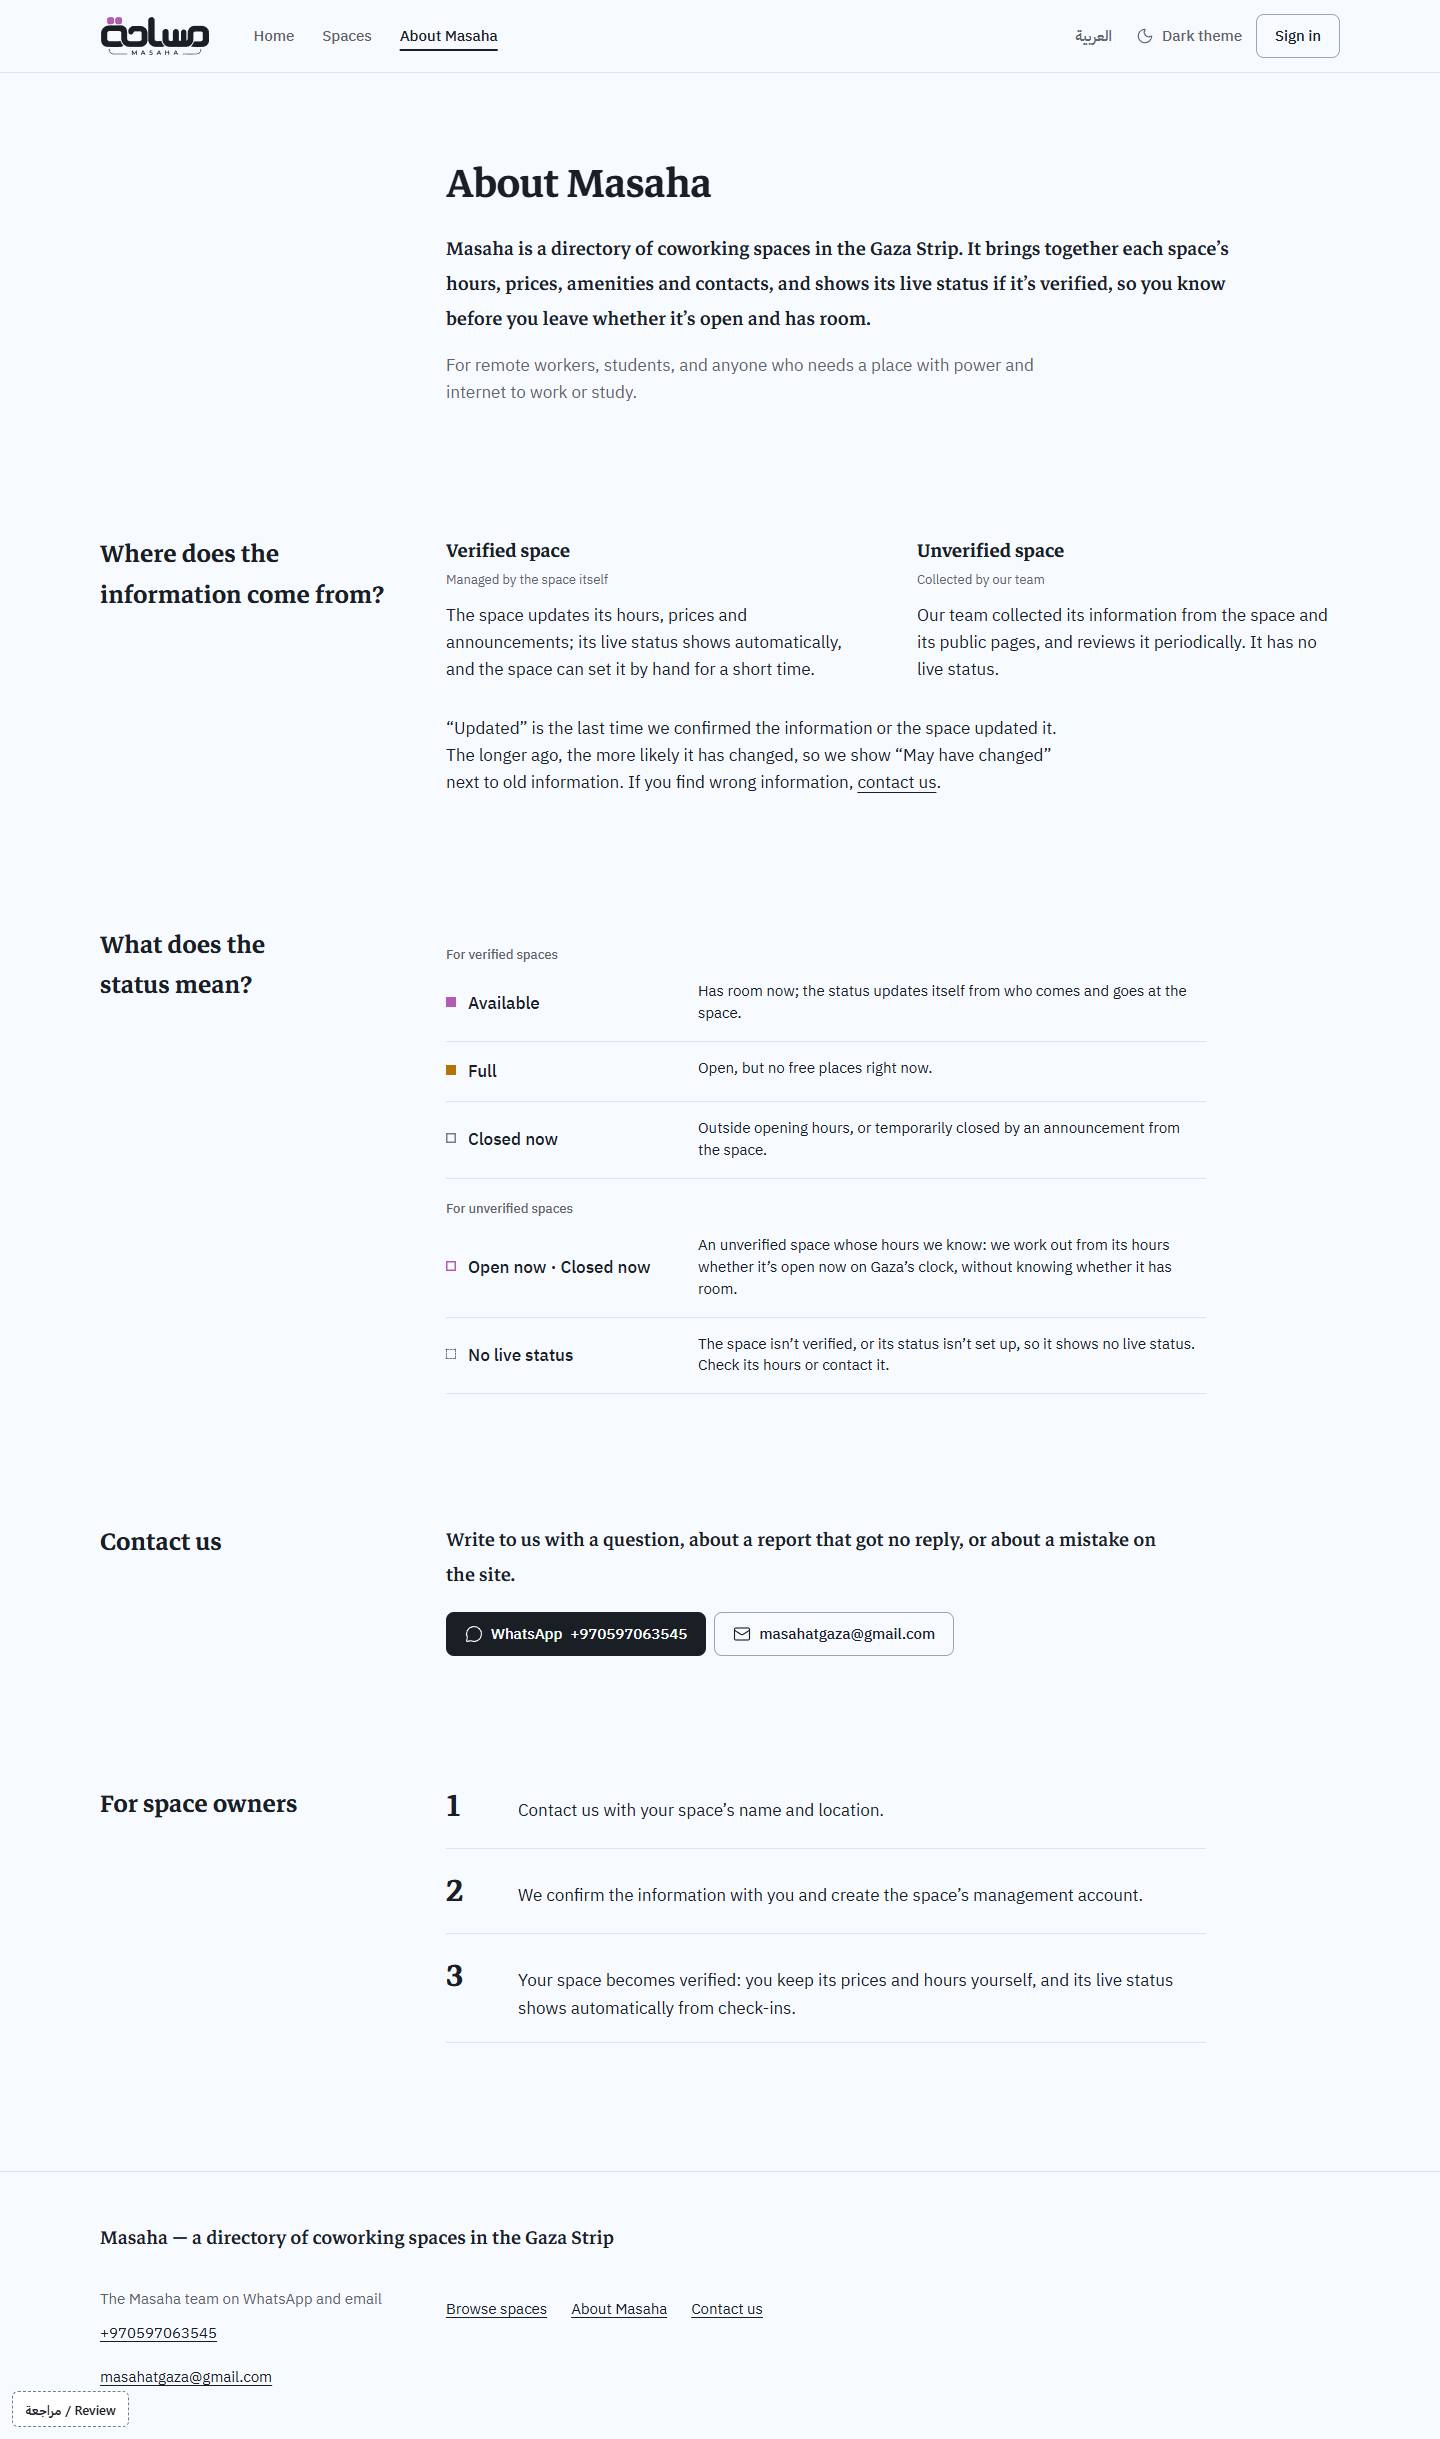 مساحة
MASAHA
Home
Spaces
About Masaha
العربية
Dark theme
Sign in
About Masaha
Masaha is a directory of coworking spaces in the Gaza Strip. It brings together each space’s
hours, prices, amenities and contacts, and shows its live status if it’s verified, so you know
before you leave whether it’s open and has room.
For remote workers, students, and anyone who needs a place with power and
internet to work or study.
Where does the
information come from?
Verified space
Managed by the space itself
The space updates its hours, prices and
announcements; its live status shows automatically,
and the space can set it by hand for a short time.
Unverified space
Collected by our team
Our team collected its information from the space and
its public pages, and reviews it periodically. It has no
live status.
“Updated” is the last time we confirmed the information or the space updated it.
The longer ago, the more likely it has changed, so we show “May have changed”
next to old information. If you find wrong information, contact us.
What does the
status mean?
For verified spaces
Available
Has room now; the status updates itself from who comes and goes at the
space.
Full
Open, but no free places right now.
Closed now
Outside opening hours, or temporarily closed by an announcement from
the space.
For unverified spaces
Open now · Closed now
An unverified space whose hours we know: we work out from its hours
whether it’s open now on Gaza’s clock, without knowing whether it has
room.
No live status
The space isn’t verified, or its status isn’t set up, so it shows no live status.
Check its hours or contact it.
Contact us
Write to us with a question, about a report that got no reply, or about a mistake on
the site.
WhatsApp +970597063545
masahatgaza@gmail.com
For space owners
1
Contact us with your space’s name and location.
2
We confirm the information with you and create the space’s management account.
3
Your space becomes verified: you keep its prices and hours yourself, and its live status
shows automatically from check-ins.
Masaha — a directory of coworking spaces in the Gaza Strip
The Masaha team on WhatsApp and email
+970597063545
masahatgaza@gmail.com
Browse spaces
About Masaha
Contact us
مراجعة / Review